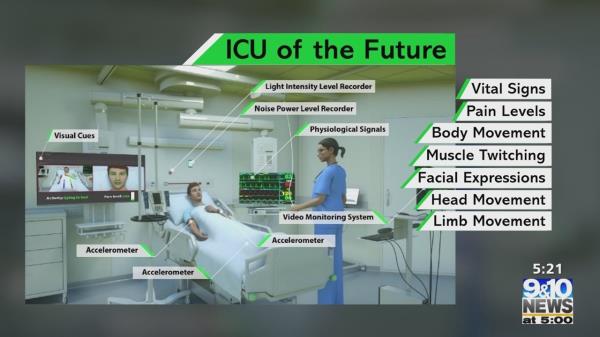 ICU of the Future
Light Intensity Level Recorder
Noise Power Level Recorder
Physiological Signals
Visual Cues
Video Monitoring System
Accelerometer
Accelerometer
Accelerometer
Vital Signs
Pain Levels
Body Movement
Muscle Twitching
Facial Expressions
Head Movement
Limb Movement
5:21
9&10
NEWS
at 5:00